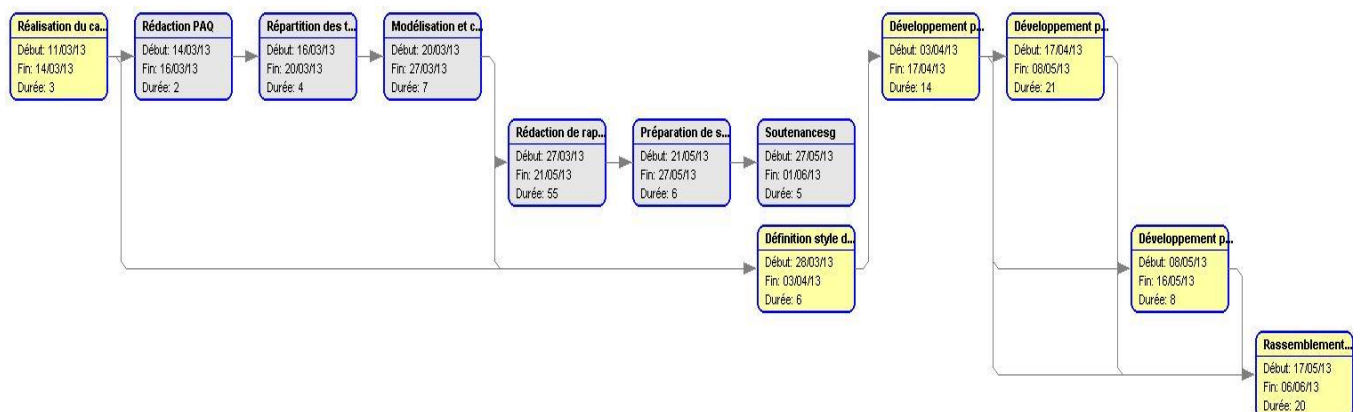 Réalisation du ca...
Début: 11/03/13
Fin: 14/03/13
Durée: 3
Rédaction PAQ
Début: 14/03/13
Fin: 16/03/13
Durée: 2
Répartition des t...
Début: 16/03/13
Fin: 20/03/13
Durée: 4
Modélisation et c...
Début: 20/03/13
Fin: 27/03/13
Durée: 7
Développement p...
Début: 03/04/13
Fin: 17/04/13
Durée: 14
Développement p...
Début: 17/04/13
Fin: 08/05/13
Durée: 21
Rédaction de rap...
Début: 27/03/13
Fin: 21/05/13
Durée: 55
Préparation de s...
Début: 21/05/13
Fin: 27/05/13
Durée: 6
Soutenancesg
Début: 27/05/13
Fin: 01/06/13
Durée: 5
Définition style d...
Début: 28/03/13
Fin: 03/04/13
Durée: 6
Développement p...
Début: 08/05/13
Fin: 16/05/13
Durée: 8
Rassemblement...
Début: 17/05/13
Fin: 06/06/13
Durée: 20